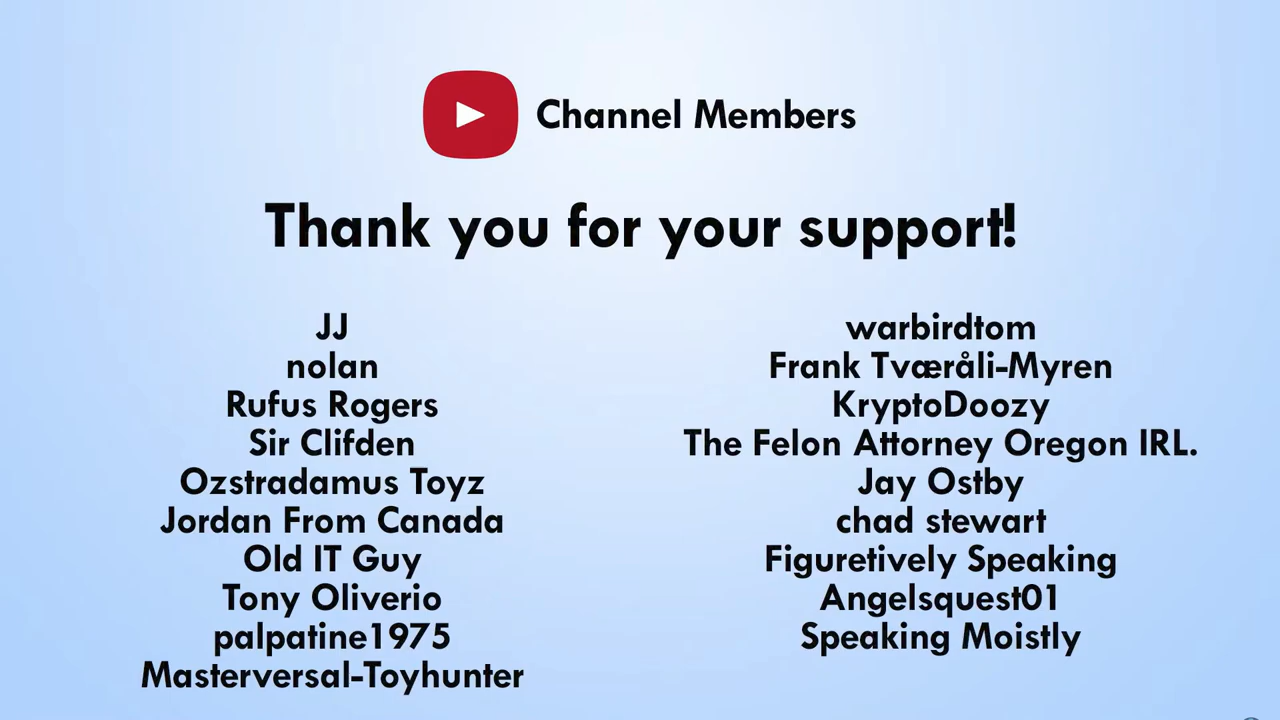 Channel Members
Thank you for your support!
JJ
nolan
Rufus Rogers
Sir Clifden
Ozstradamus Toyz
Jordan From Canada
Old IT Guy
Tony Oliverio
palpatine1975
Masterversal-Toyhunter
warbirdtom
Frank Tværåli-Myren
KryptoDoozy
The Felon Attorney Oregon IRL.
Jay Ostby
chad stewart
Figuretively Speaking
Angelsquest01
Speaking Moistly